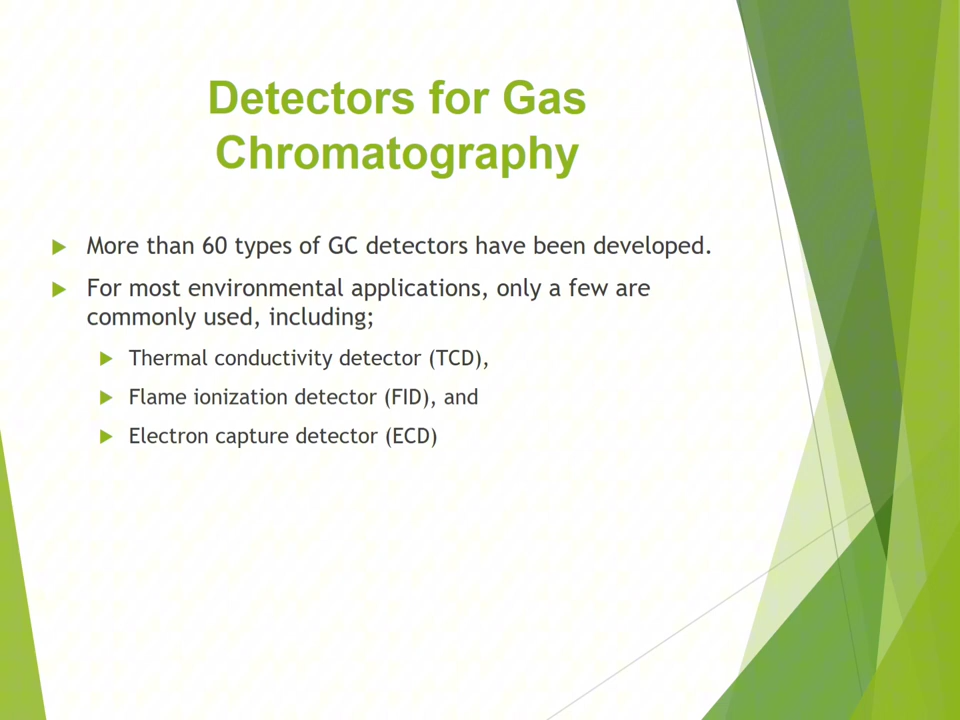 Detectors for Gas
Chromatography
More than 60 types of GC detectors have been developed.
For most environmental applications, only a few are
commonly used, including;
Thermal conductivity detector (TCD),
Flame ionization detector (FID), and
Electron capture detector (ECD)